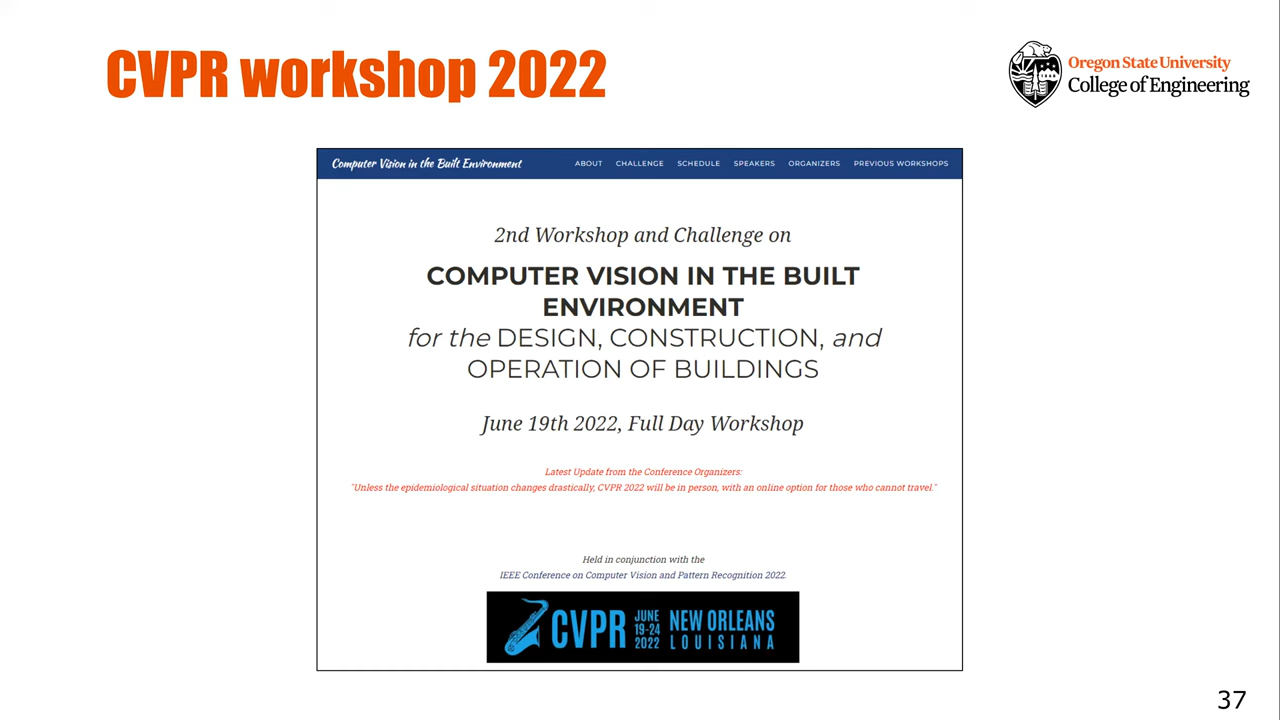 CVPR workshop 2022
Oregon State University
College of Engineering
Computer Vision in the Built Environment
ABOUT CHALLENGE SCHEDULE SPEAKERS ORGANIZERS PREVIOUS WORKSHOPS
2nd Workshop and Challenge on
COMPUTER VISION IN THE BUILT
ENVIRONMENT
for the DESIGN, CONSTRUCTION, and
OPERATION OF BUILDINGS
June 19th 2022, Full Day Workshop
Latest Update from the Conference Organizers:
"Unless the epidemiological situation changes drastically, CVPR 2022 will be in person, with an online option for those who cannot travel."
Held in conjunction with the
IEEE Conference on Computer Vision and Pattern Recognition 2022.
CVPR
JUNE
19-24
2022
NEW ORLEANS
LOUISIANA
37